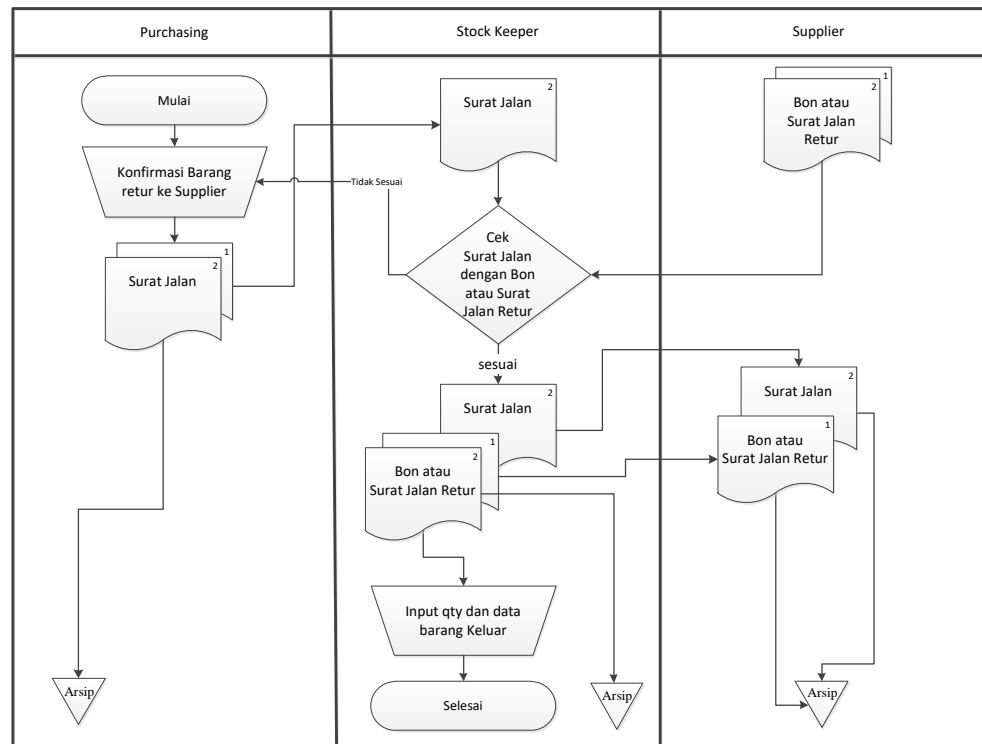 Purchasing
Stock Keeper
Supplier
Mulai
Konfirmasi Barang
retur ke Supplier
1
2
Surat Jalan
2
Surat Jalan
Tidak Sesuai
Cek
Surat Jalan
dengan Bon
atau Surat
Jalan Retur
sesuai
2
Surat Jalan
1
2
Bon atau
Surat Jalan Retur
Input qty dan data
barang Keluar
Selesai
1
2
Bon atau
Surat Jalan
Retur
2
Surat Jalan
1
Bon atau
Surat Jalan Retur
Arsip
Arsip
Arsip